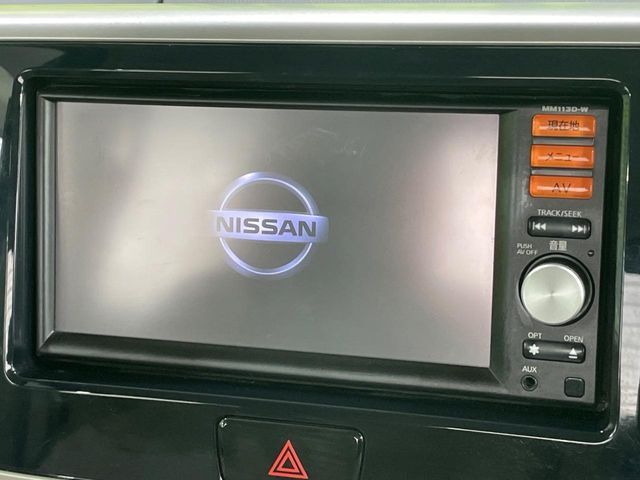 MM113D-W
現在地
メニュー
AV
NISSAN
TRACK/SEEK
音量
PUSH
AV OFF
OPT
OPEN
AUX